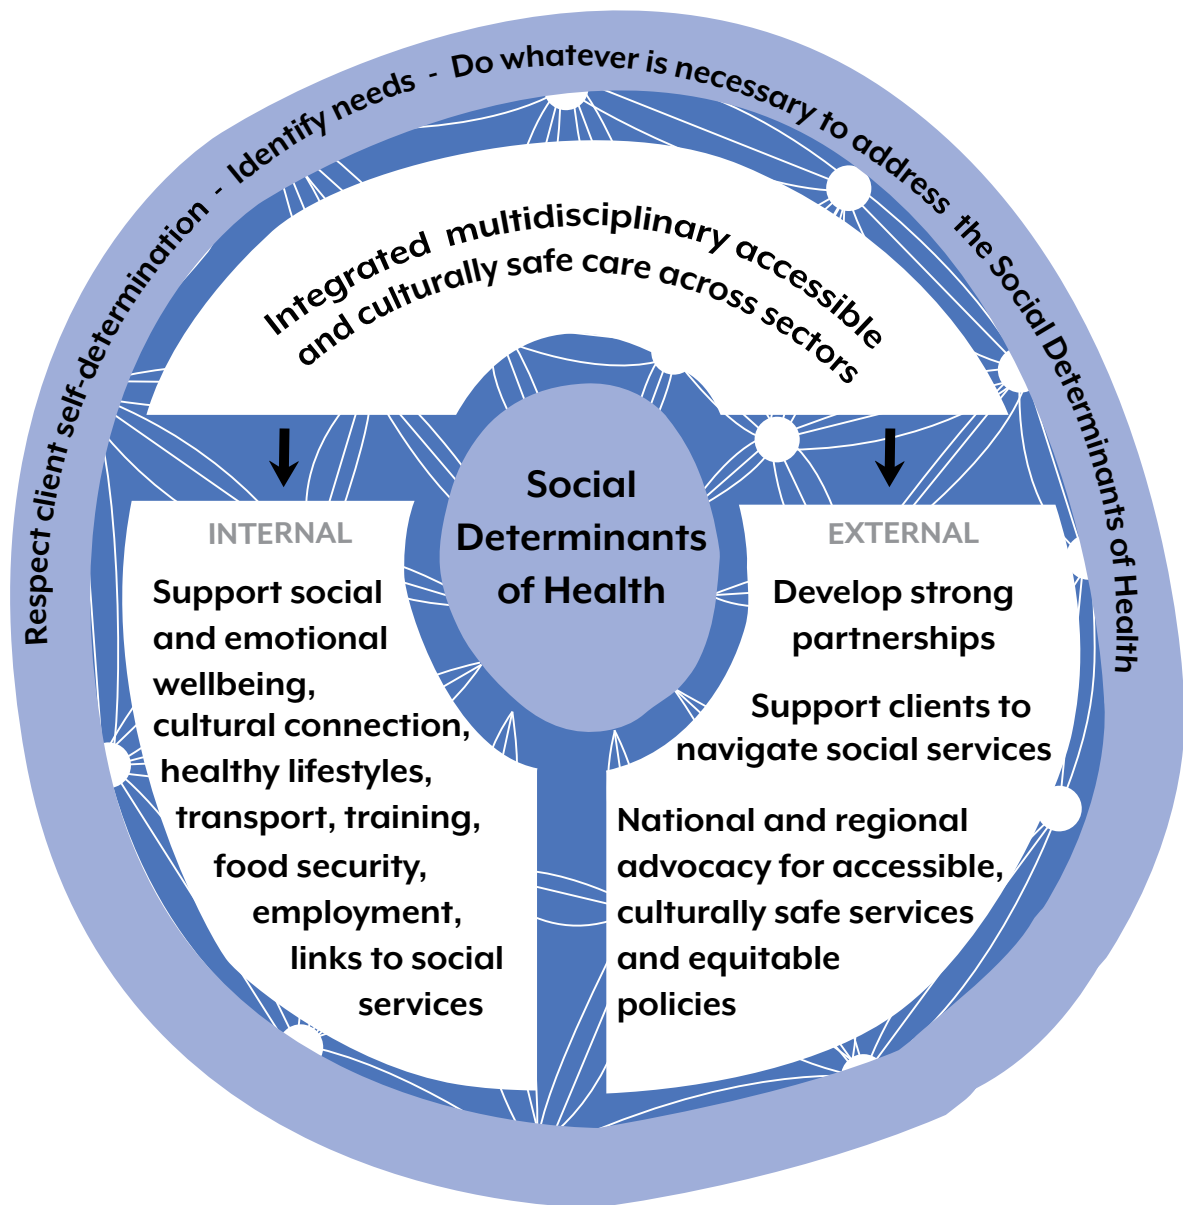 Respect client self-determination - Identify needs - Do whatever is necessary to address the Social Determinants of Health
Integrated multidisciplinary accessible
and culturally safe care across sectors
Social
Determinants
of Health
INTERNAL
Support social
and emotional
wellbeing,
cultural connection,
healthy lifestyles,
transport, training,
food security,
employment,
links to social
services
EXTERNAL
Develop strong
partnerships
Support clients to
navigate social services
National and regional
advocacy for accessible,
culturally safe services
and equitable
policies